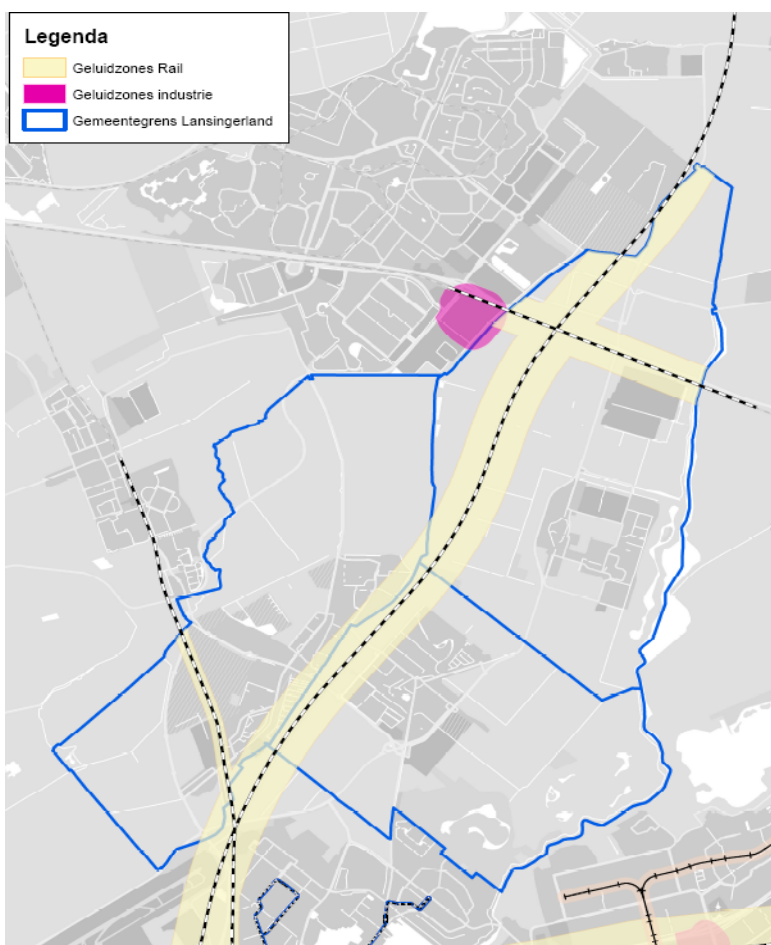 Legenda
Geluidzones Rail
Geluidzones industrie
Gemeentegrens Lansingerland